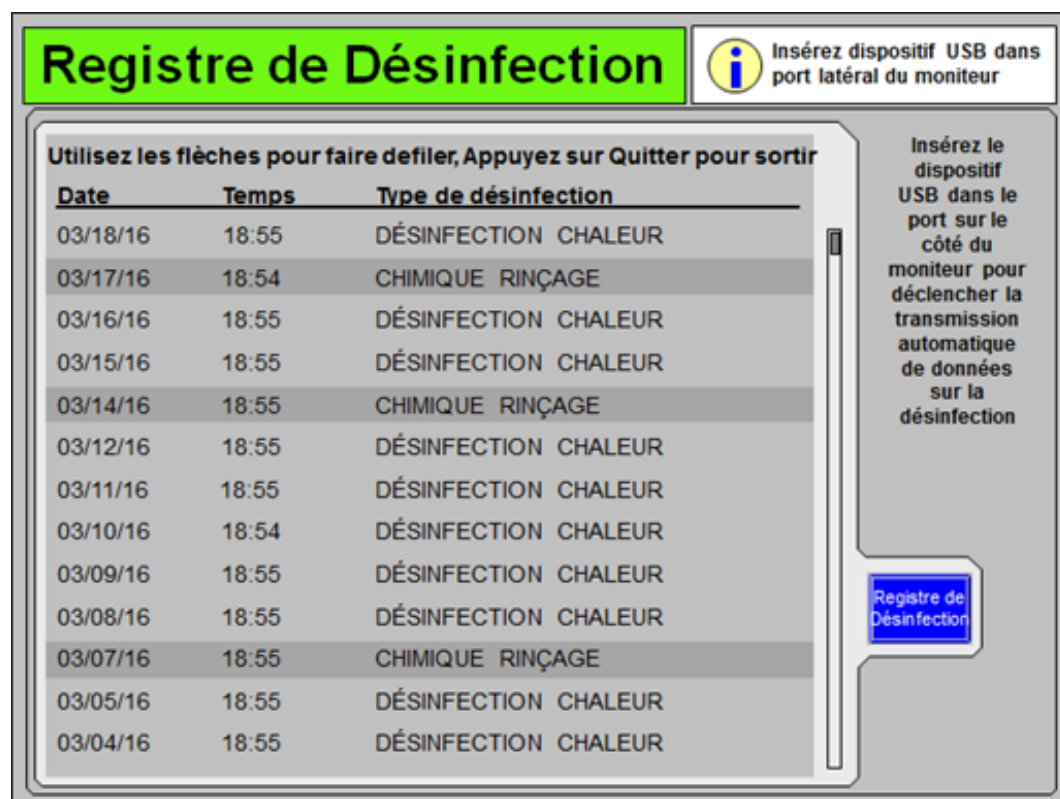 Registre de Désinfection
Insérez dispositif USB dans
port latéral du moniteur
Utilisez les flèches pour faire defiler, Appuyez sur Quitter pour sortir
Date Temps Type de désinfection
03/18/16 18:55 DÉSINFECTION CHALEUR
03/17/16 18:54 CHIMIQUE RINÇAGE
03/16/16 18:55 DÉSINFECTION CHALEUR
03/15/16 18:55 DÉSINFECTION CHALEUR
03/14/16 18:55 CHIMIQUE RINÇAGE
03/12/16 18:55 DÉSINFECTION CHALEUR
03/11/16 18:55 DÉSINFECTION CHALEUR
03/10/16 18:54 DÉSINFECTION CHALEUR
03/09/16 18:55 DÉSINFECTION CHALEUR
03/08/16 18:55 DÉSINFECTION CHALEUR
03/07/16 18:55 CHIMIQUE RINÇAGE
03/05/16 18:55 DÉSINFECTION CHALEUR
03/04/16 18:55 DÉSINFECTION CHALEUR
Insérez le
dispositif
USB dans le
port sur le
côté du
moniteur pour
déclencher la
transmission
automatique
de données
sur la
désinfection
Registre de
Désinfection